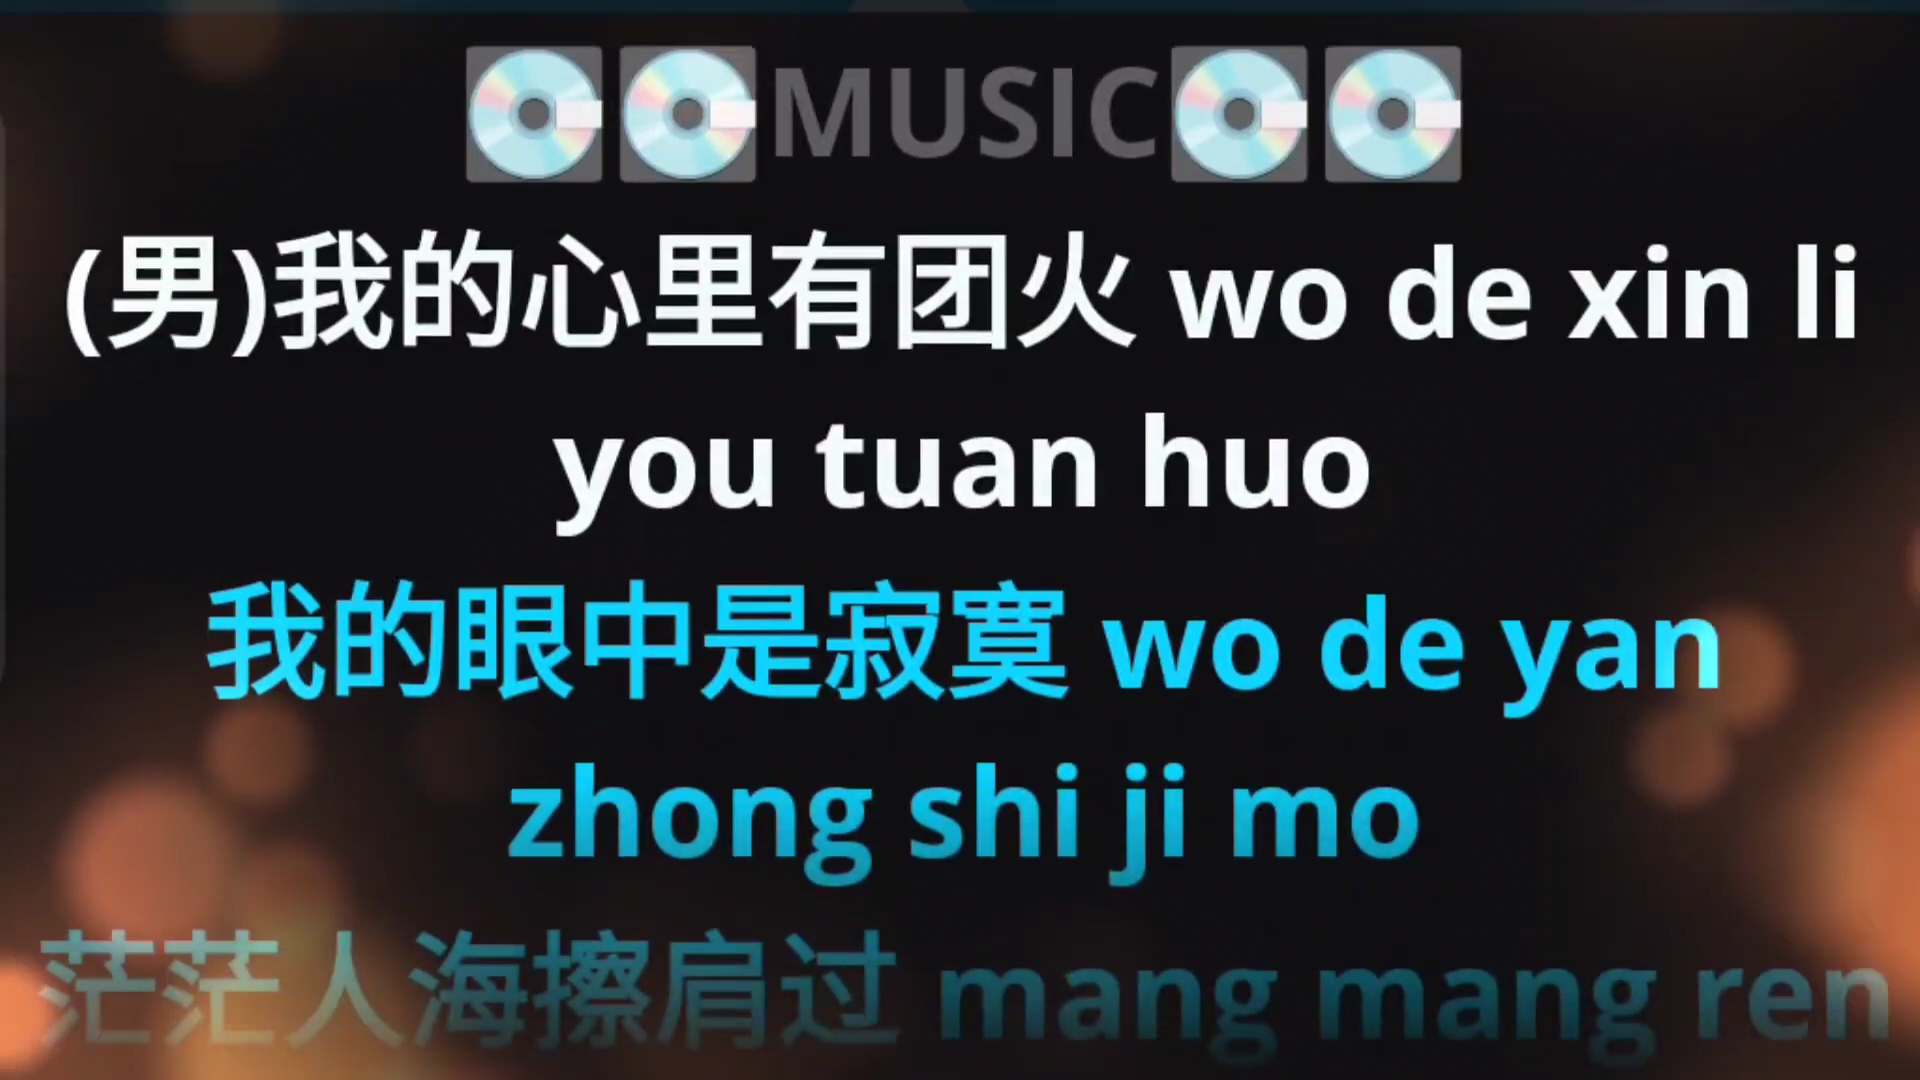 💽💽MUSIC💽💽
(男)我的心里有团火 wo de xin li
you tuan huo
我的眼中是寂寞 wo de yan
zhong shi ji mo
茫茫人海擦肩过 mang mang ren